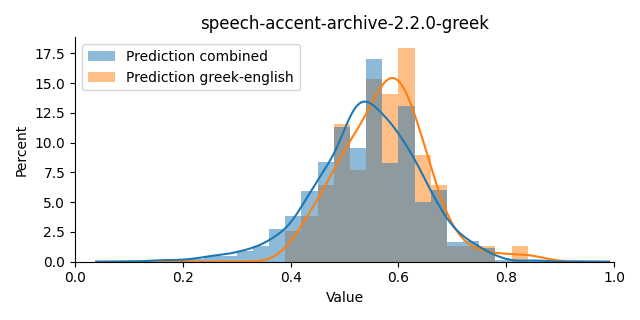 speech-accent-archive-2.2.0-greek
Prediction combined
Prediction greek-english
Percent
17.5
15.0
12.5
10.0
7.5
5.0
2.5
0.0
0.0 0.2 0.4 0.6 0.8 1.0
Value